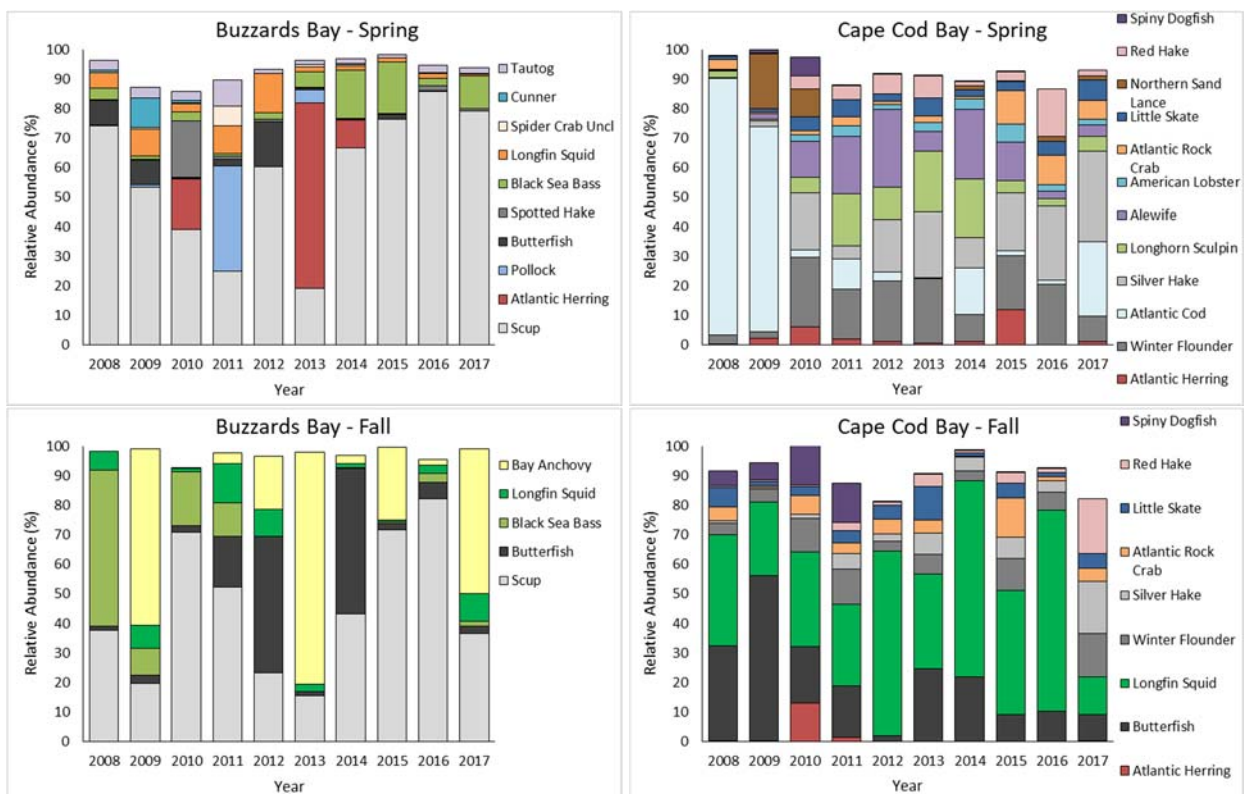 Buzzards Bay - Spring
Relative Abundance (%)
100
90
80
70
60
50
40
30
20
10
0
2008 2009 2010 2011 2012 2013 2014 2015 2016 2017
Year
Tautog
Cunner
Spider Crab Uncl
Longfin Squid
Black Sea Bass
Spotted Hake
Butterfish
Pollock
Atlantic Herring
Scup
Cape Cod Bay - Spring
Relative Abundance (%)
100
90
80
70
60
50
40
30
20
10
0
2008 2009 2010 2011 2012 2013 2014 2015 2016 2017
Year
Spiny Dogfish
Red Hake
Northern Sand
Lance
Little Skate
Atlantic Rock
Crab
American Lobster
Alewife
Longhorn Sculpin
Silver Hake
Atlantic Cod
Winter Flounder
Atlantic Herring
Buzzards Bay - Fall
Relative Abundance (%)
100
90
80
70
60
50
40
30
20
10
0
2008 2009 2010 2011 2012 2013 2014 2015 2016 2017
Year
Bay Anchovy
Longfin Squid
Black Sea Bass
Butterfish
Scup
Cape Cod Bay - Fall
Relative Abundance (%)
100
90
80
70
60
50
40
30
20
10
0
2008 2009 2010 2011 2012 2013 2014 2015 2016 2017
Year
Spiny Dogfish
Red Hake
Little Skate
Atlantic Rock
Crab
Silver Hake
Winter Flounder
Longfin Squid
Butterfish
Atlantic Herring